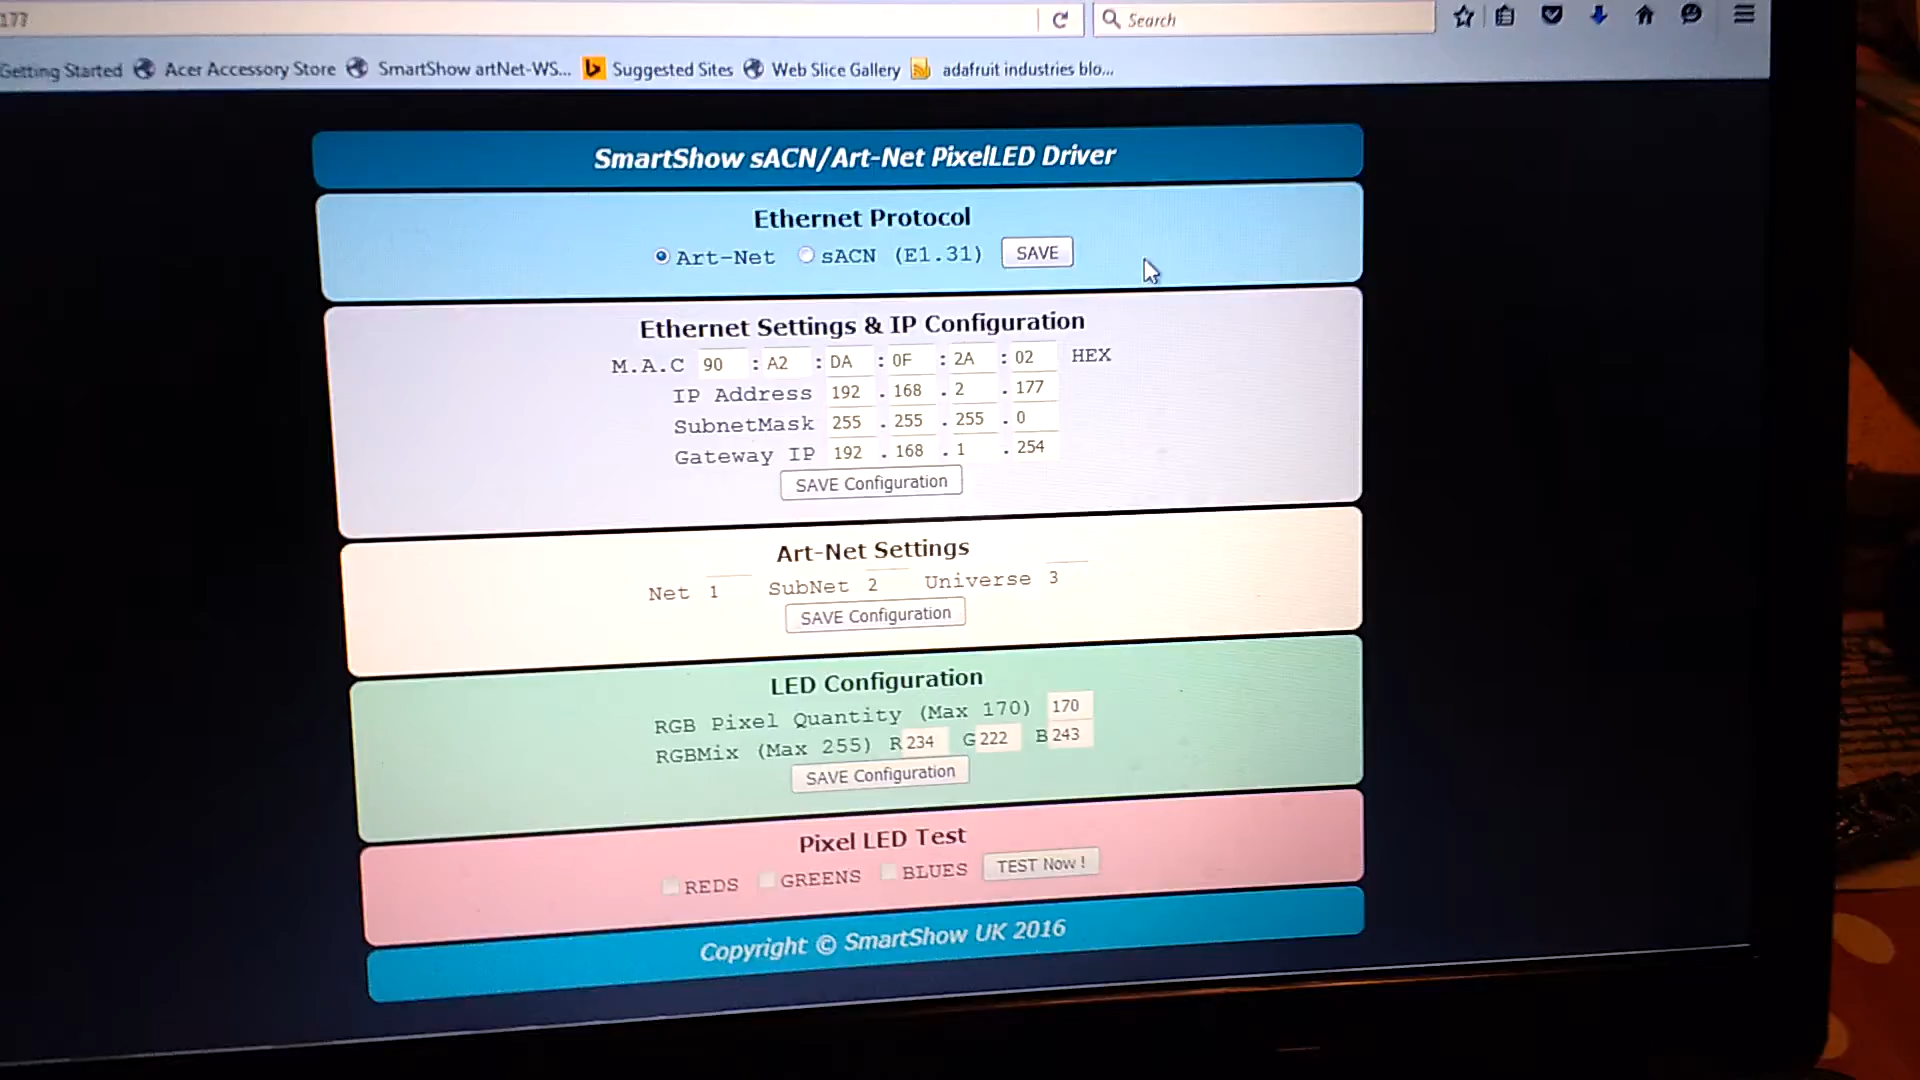 177
Search
Getting Started Acer Accessory Store SmartShow artNet-WS... Suggested Sites Web Slice Gallery adafruit industries blo...
SmartShow sACN/Art-Net PixelLED Driver
Ethernet Protocol
Art-Net sACN (E1.31) SAVE
Ethernet Settings & IP Configuration
M.A.C 90 : A2 : DA : 0F : 2A : 02 HEX
IP Address 192 . 168 . 2 . 177
SubnetMask 255 . 255 . 255 . 0
Gateway IP 192 . 168 . 1 . 254
SAVE Configuration
Art-Net Settings
Net 1 SubNet 2 Universe 3
SAVE Configuration
LED Configuration
RGB Pixel Quantity (Max 170) 170
RGBMix (Max 255) R 234 G 222 B 243
SAVE Configuration
Pixel LED Test
REDS GREENS BLUES TEST Now !
Copyright © SmartShow UK 2016